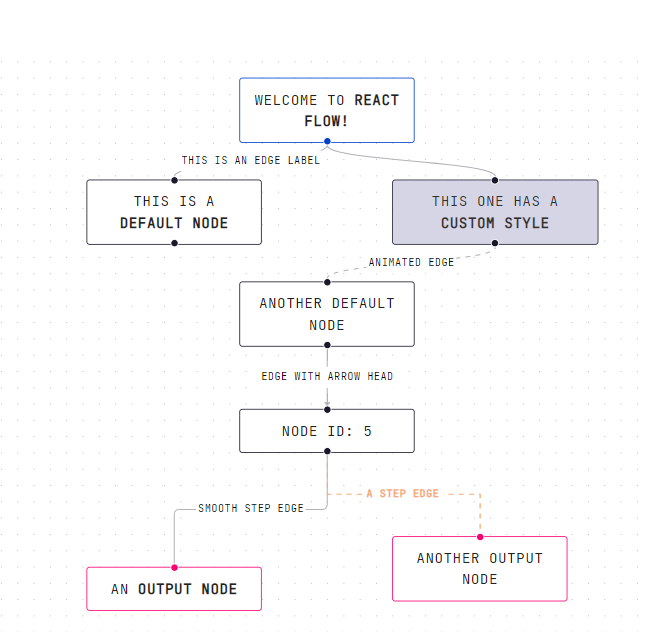 WELCOME TO REACT
FLOW!
THIS IS AN EDGE LABEL
THIS IS A
DEFAULT NODE
THIS ONE HAS A
CUSTOM STYLE
ANIMATED EDGE
ANOTHER DEFAULT
NODE
EDGE WITH ARROW HEAD
NODE ID: 5
A STEP EDGE
SMOOTH STEP EDGE
ANOTHER OUTPUT
NODE
AN OUTPUT NODE